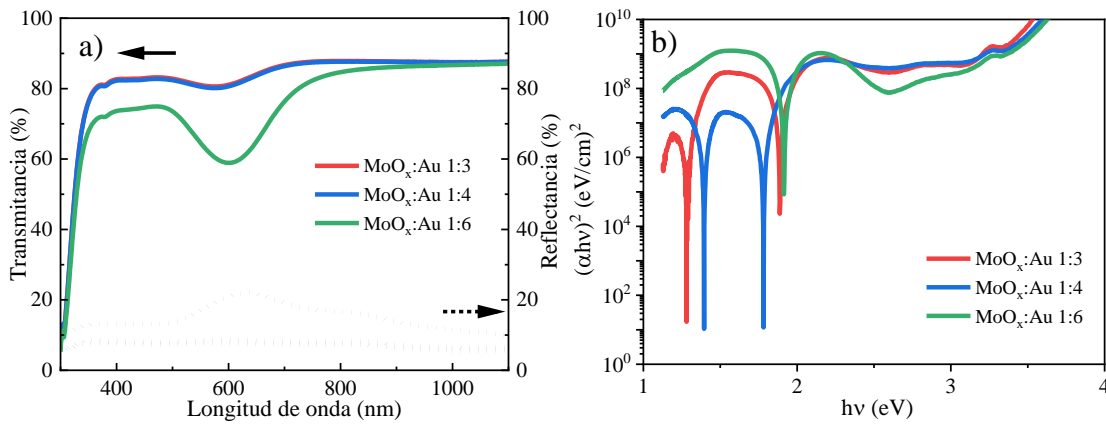 a)
Transmitancia (%)
100
80
60
40
20
0
400
600
800
1000
Longitud de onda (nm)
100
80
60
40
20
0
Reflectancia (%)
MoOₓ:Au 1:3
MoOₓ:Au 1:4
MoOₓ:Au 1:6
b)
(αhν)² (eV/cm)²
10¹⁰
10⁸
10⁶
10⁴
10²
10⁰
1
2
3
4
hν (eV)
MoOₓ:Au 1:3
MoOₓ:Au 1:4
MoOₓ:Au 1:6